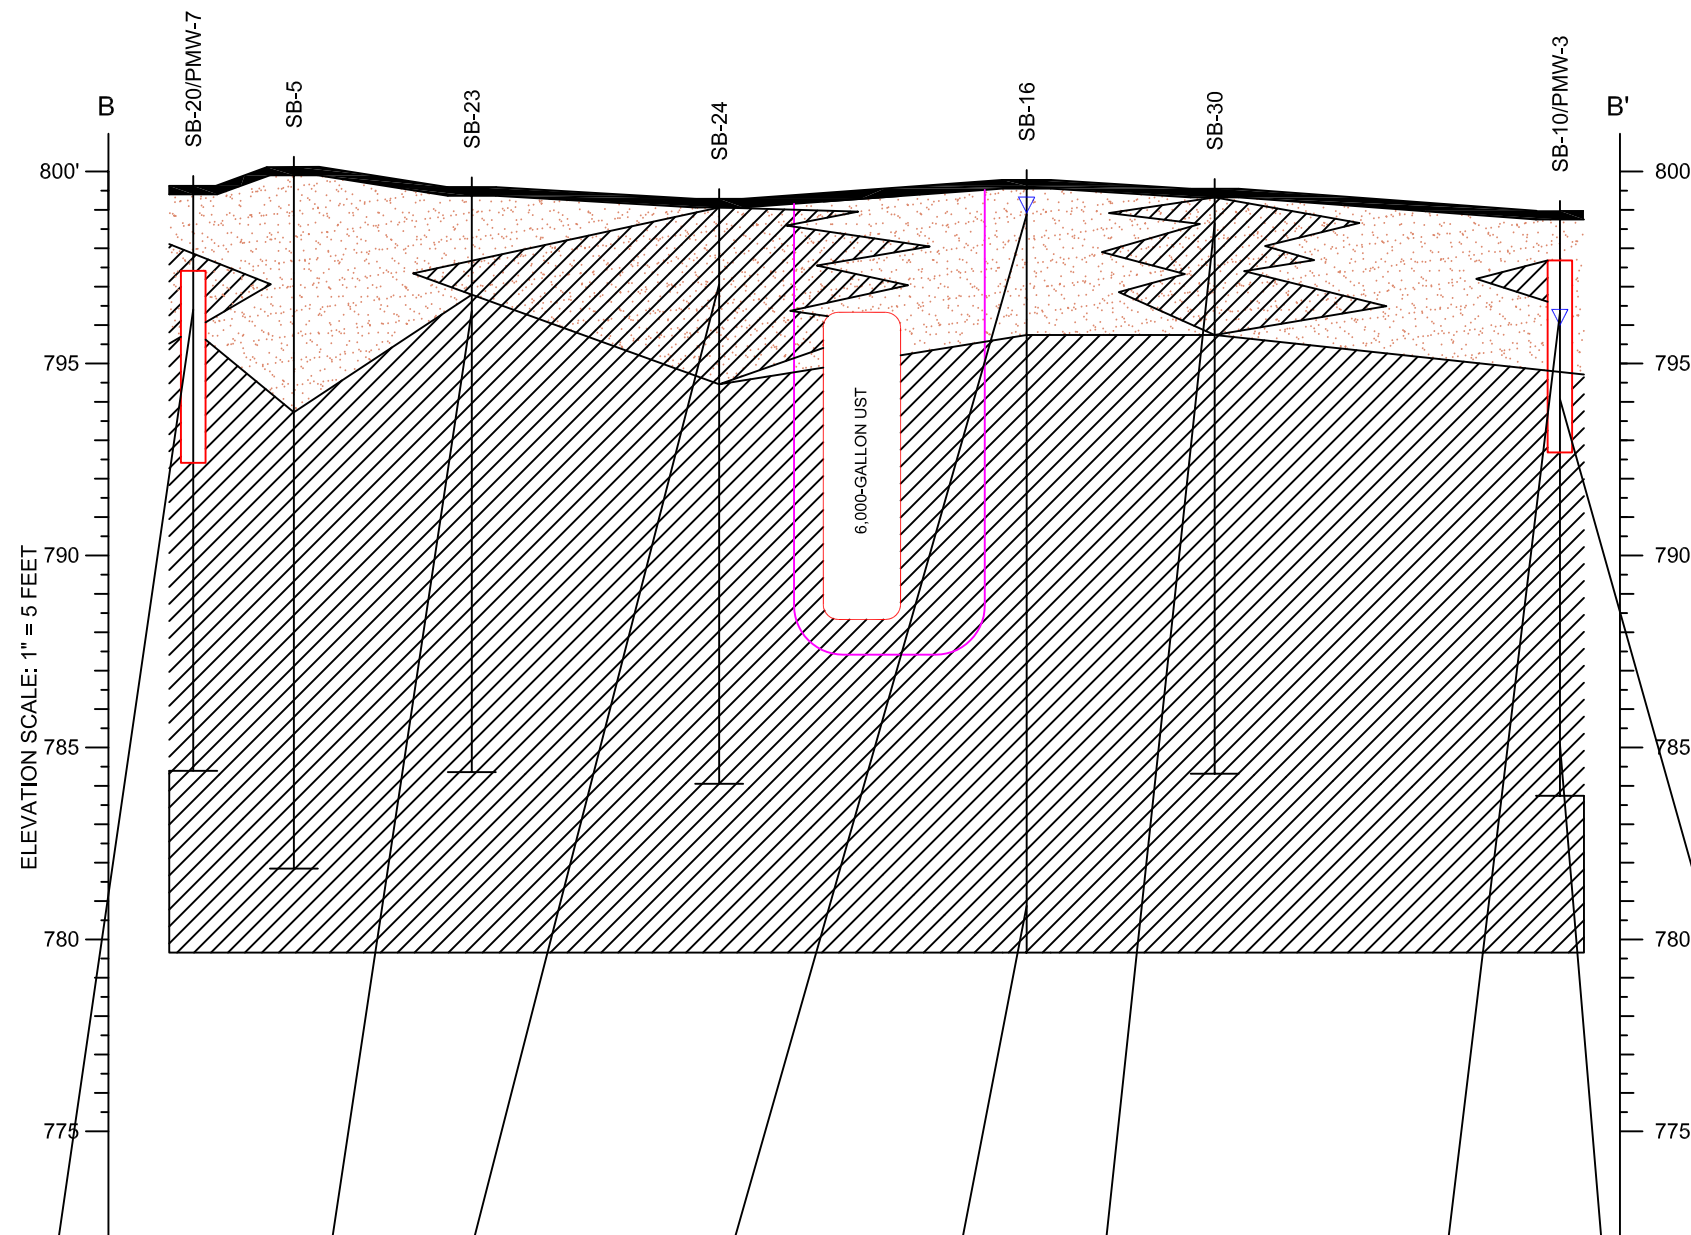 B
SB-20/PMW-7
SB-5
SB-23
SB-24
SB-16
SB-30
SB-10/PMW-3
B'
800'
795
790
785
780
775
ELEVATION SCALE: 1" = 5 FEET
6,000-GALLON UST
800
795
790
785
780
775